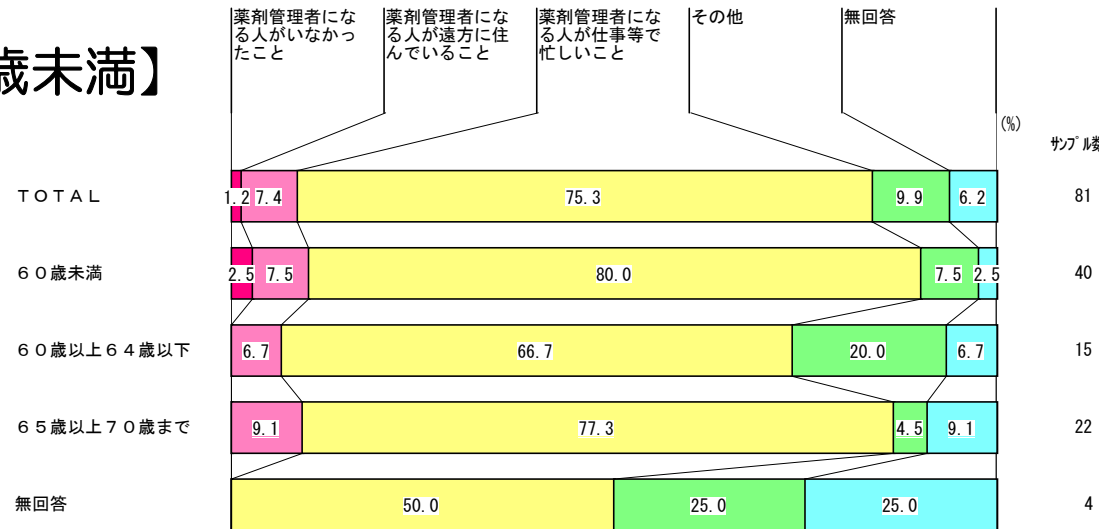 薬剤管理者にな
る人がいなかっ
たこと
薬剤管理者にな
る人が遠方に住
んでいること
薬剤管理者にな
る人が仕事等で
忙しいこと
その他
無回答
歳未満】
(%)
ｻﾝﾌﾟﾙ数
ＴＯＴＡＬ 1.2 7.4 75.3 9.9 6.2 81
６０歳未満 2.5 7.5 80.0 7.5 2.5 40
６０歳以上６４歳以下 6.7 66.7 20.0 6.7 15
６５歳以上７０歳まで 9.1 77.3 4.5 9.1 22
無回答 50.0 25.0 25.0 4